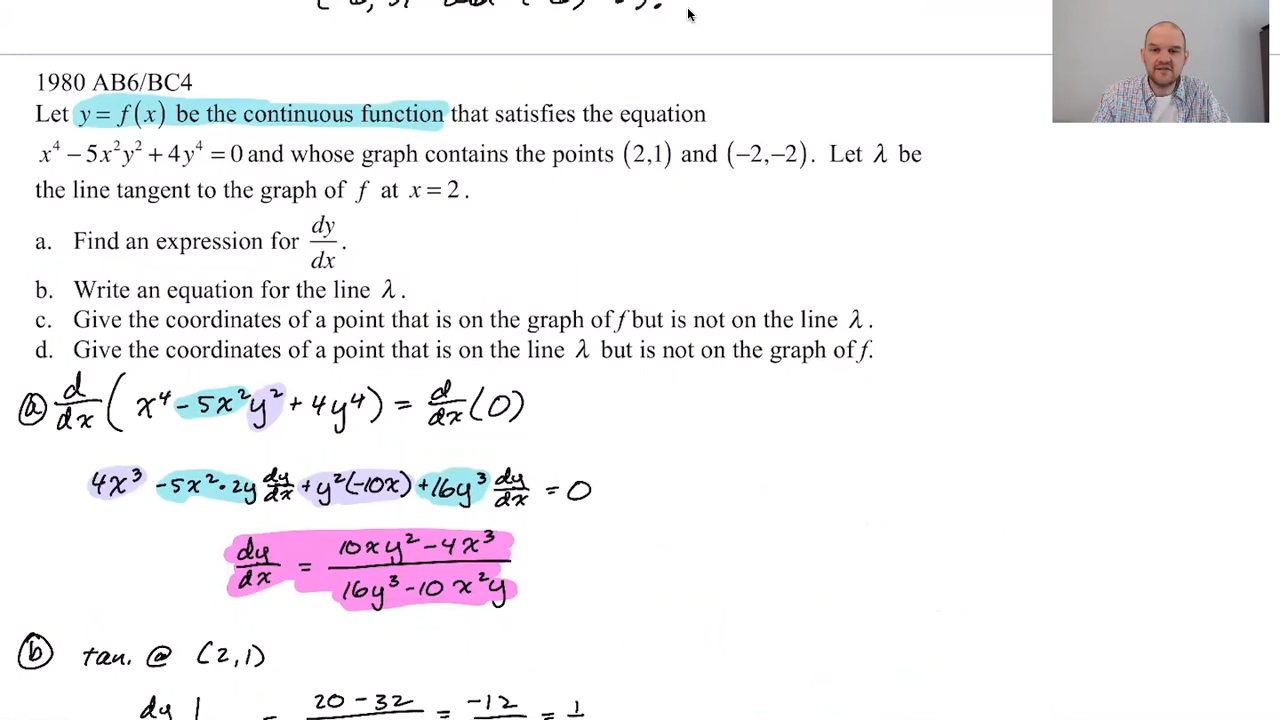 1980 AB6/BC4
Let y = f(x) be the continuous function that satisfies the equation
x⁴ − 5x²y² + 4y⁴ = 0 and whose graph contains the points (2,1) and (−2,−2). Let λ be
the line tangent to the graph of f at x = 2.
a. Find an expression for dy/dx.
b. Write an equation for the line λ.
c. Give the coordinates of a point that is on the graph of f but is not on the line λ.
d. Give the coordinates of a point that is on the line λ but is not on the graph of f.
ⓐ d/dx (x⁴ − 5x²y² + 4y⁴) = d/dx (0)
4x³ − 5x² · 2y dy/dx + y²(−10x) + 16y³ dy/dx = 0
dy/dx = (10xy² − 4x³)/(16y³ − 10x²y)
ⓑ tan. @ (2,1)
dy | = 20 − 32 = −12 = 1